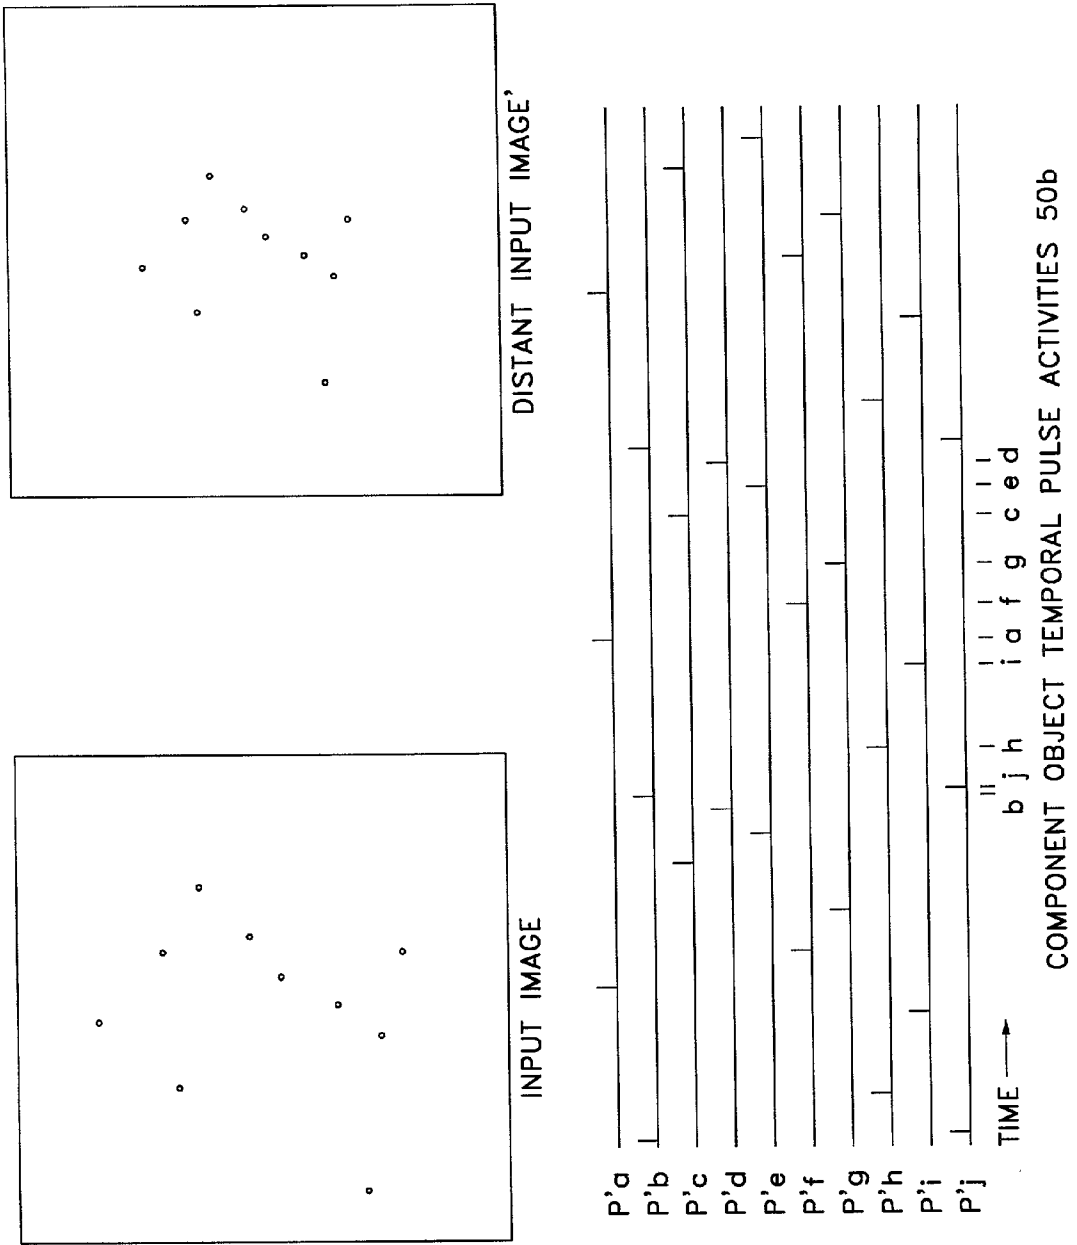 INPUT IMAGE
DISTANT INPUT IMAGE'
P'a
P'b
P'c
P'd
P'e
P'f
P'g
P'h
P'i
P'j
TIME
b j h i a f g c e d
COMPONENT OBJECT TEMPORAL PULSE ACTIVITIES 50b